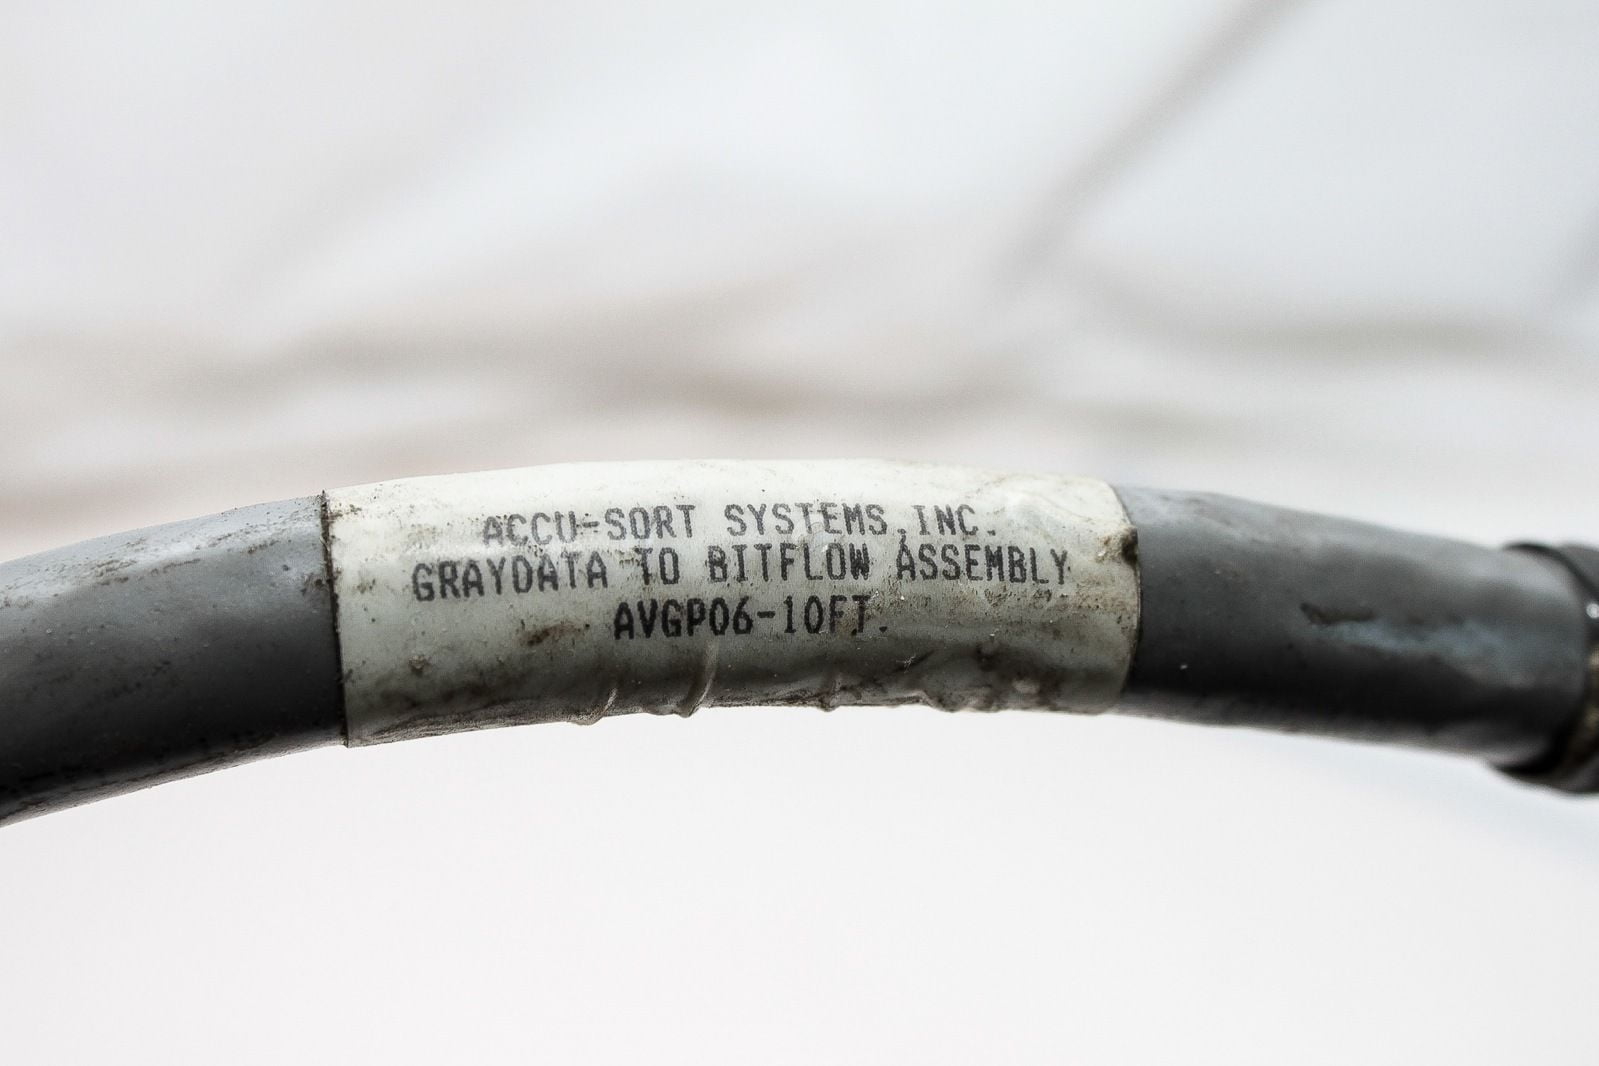 ACCU-SORT SYSTEMS,INC.
GRAYDATA TO BITFLOW ASSEMBLY
AVGP06-10FT.